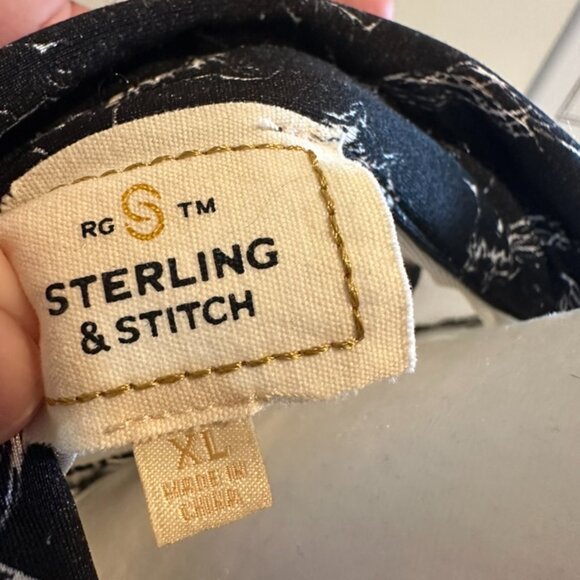 RG S TM
STERLING
& STITCH
XL
MADE IN
CHINA